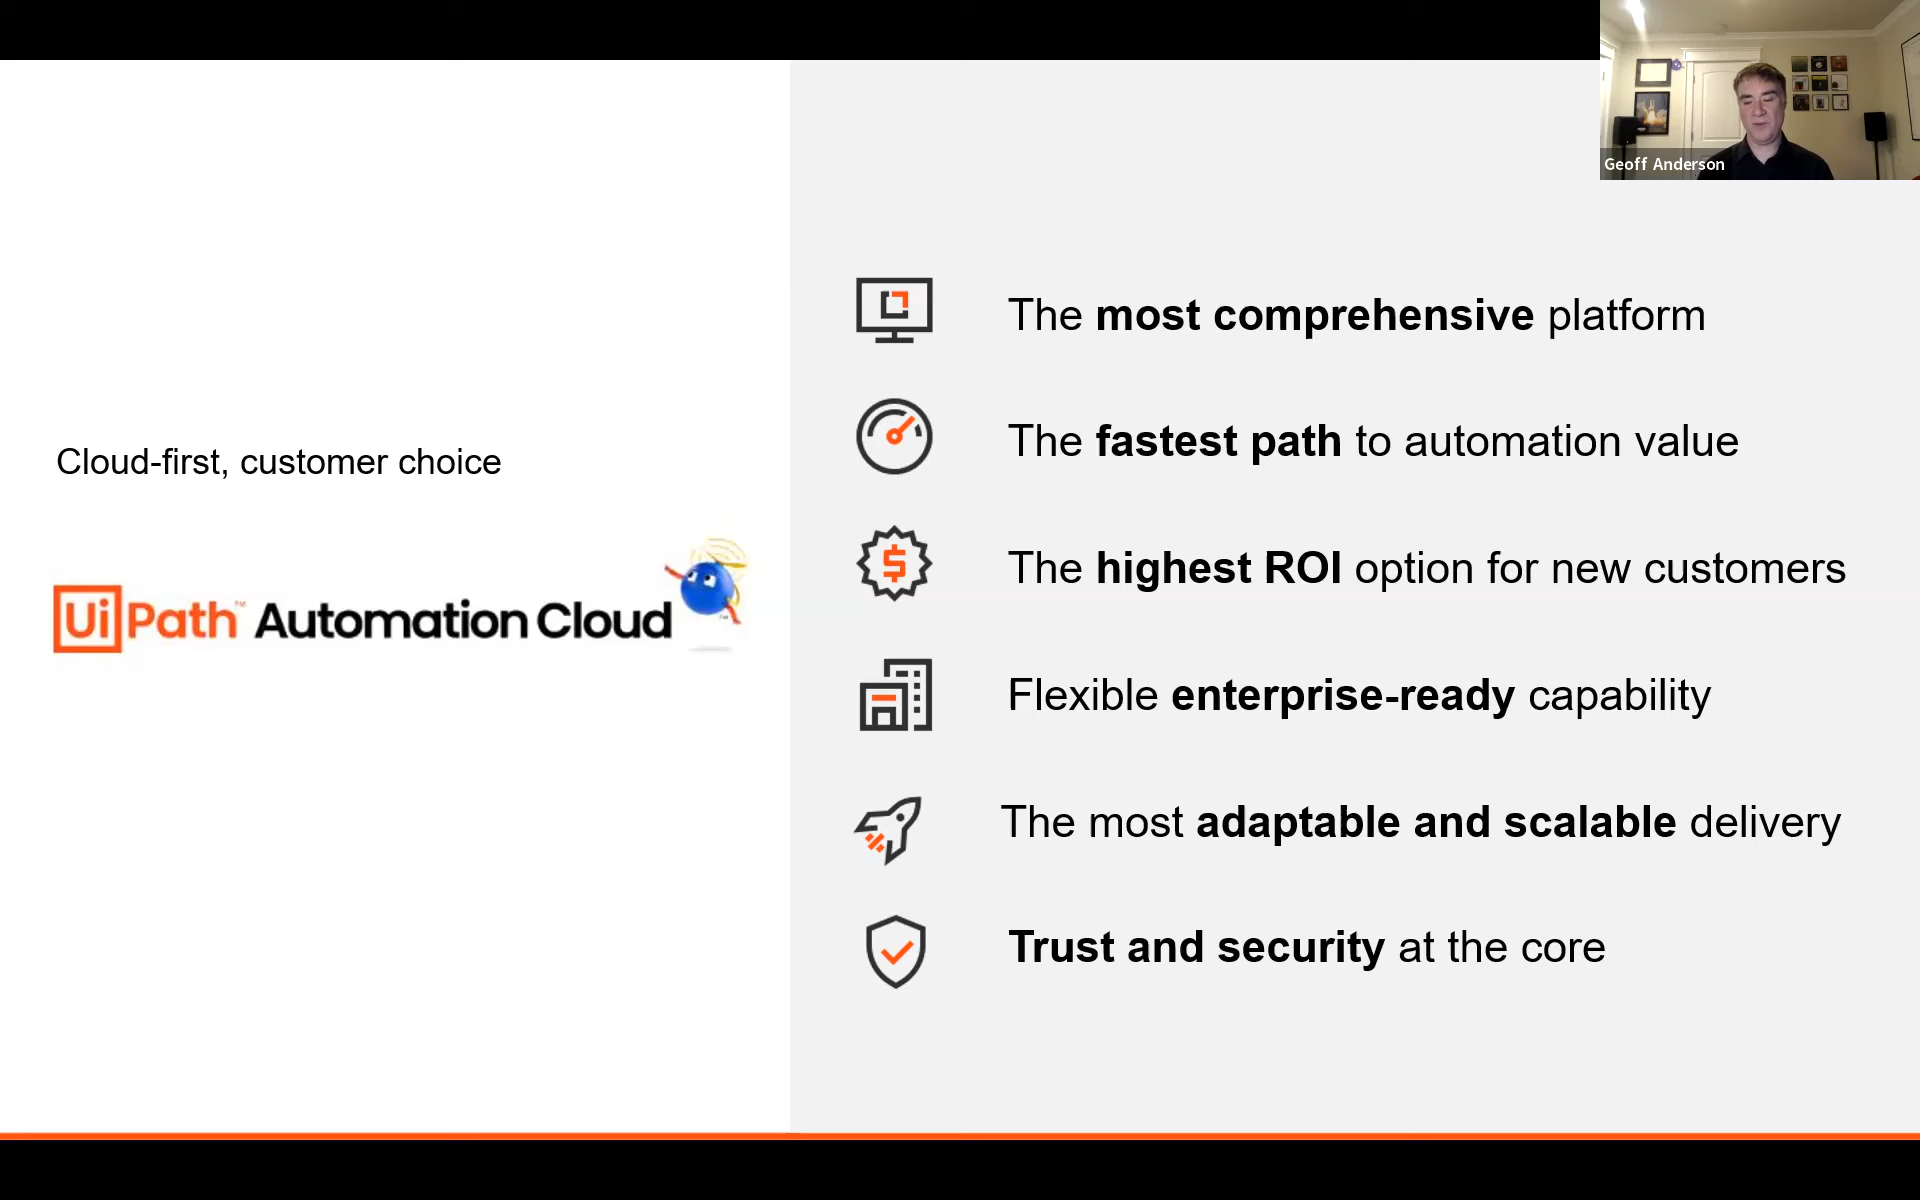 Geoff Anderson
Cloud-first, customer choice
UiPath™ Automation Cloud™
The most comprehensive platform
The fastest path to automation value
The highest ROI option for new customers
Flexible enterprise-ready capability
The most adaptable and scalable delivery
Trust and security at the core